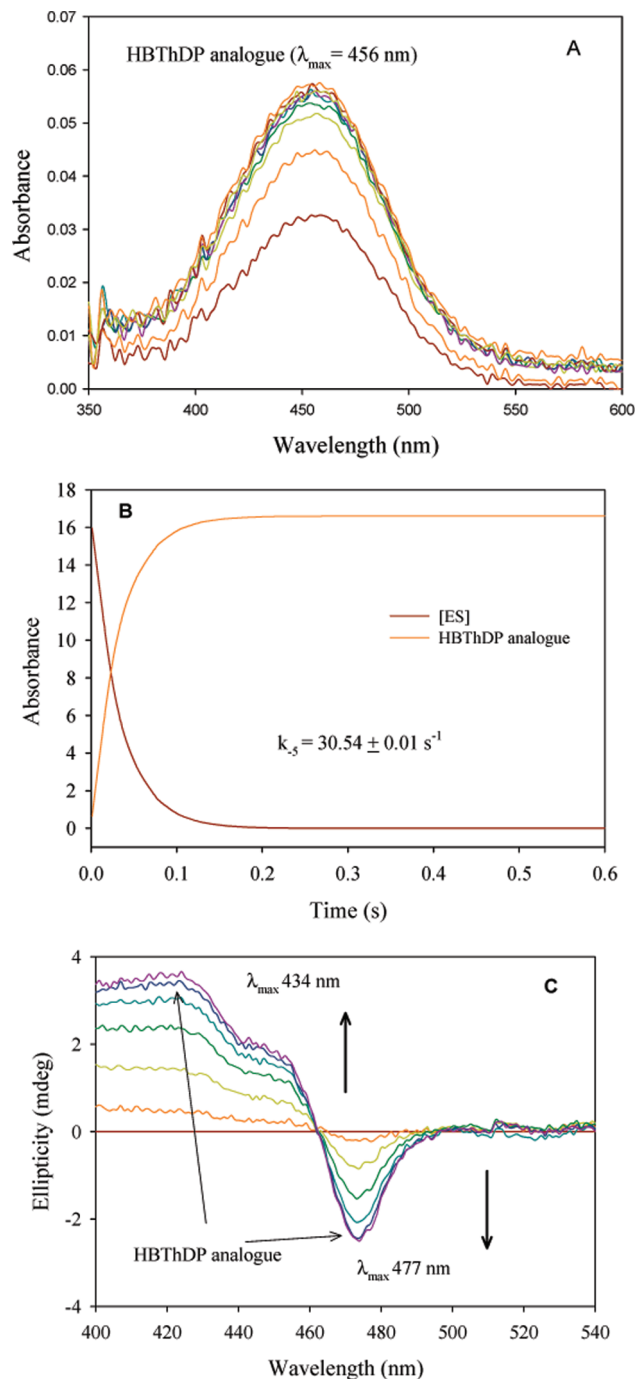 A
HBThDP analogue (λmax = 456 nm)
0.07
0.06
0.05
0.04
0.03
0.02
0.01
0.00
Absorbance
350 400 450 500 550 600
Wavelength (nm)
B
18
16
14
12
10
8
6
4
2
0
Absorbance
[ES]
HBThDP analogue
k-5 = 30.54 ± 0.01 s-1
0.0 0.1 0.2 0.3 0.4 0.5 0.6
Time (s)
C
4
2
0
-2
-4
Ellipticity (mdeg)
λmax 434 nm
HBThDP analogue
λmax 477 nm
400 420 440 460 480 500 520 540
Wavelength (nm)